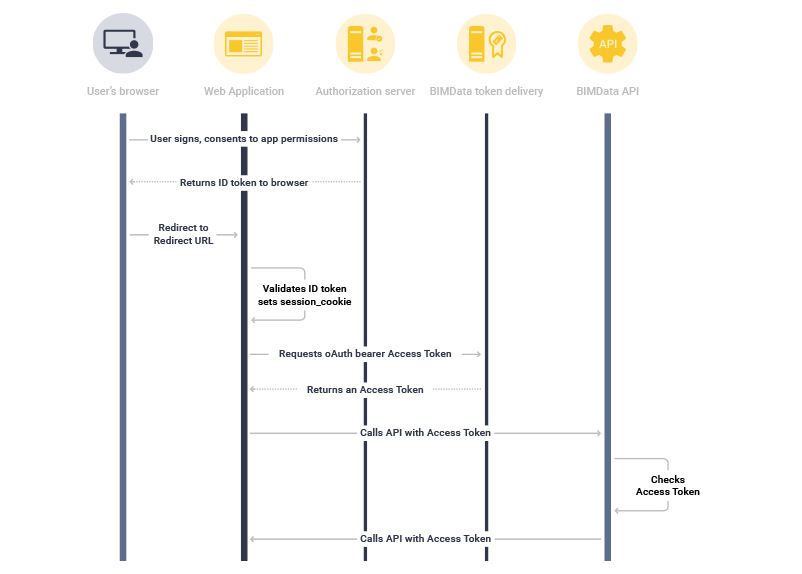 API
User's browser
Web Application
Authorization server
BIMData token delivery
BIMData API
User signs, consents to app permissions
Returns ID token to browser
Redirect to
Redirect URL
Validates ID token
sets session_cookie
Requests oAuth bearer Access Token
Returns an Access Token
Calls API with Access Token
Checks
Access Token
Calls API with Access Token